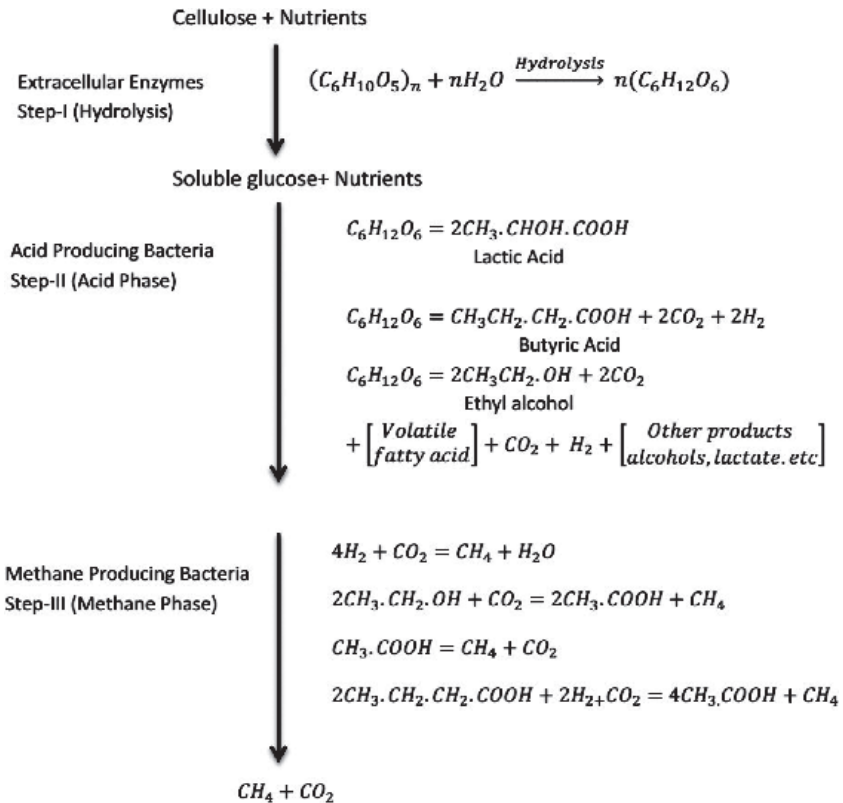 Cellulose + Nutrients
Extracellular Enzymes
Step-I (Hydrolysis)
(C₆H₁₀O₅)ₙ + nH₂O Hydrolysis → n(C₆H₁₂O₆)
Soluble glucose+ Nutrients
Acid Producing Bacteria
Step-II (Acid Phase)
C₆H₁₂O₆ = 2CH₃.CHOH.COOH
Lactic Acid
C₆H₁₂O₆ = CH₃CH₂.CH₂.COOH + 2CO₂ + 2H₂
Butyric Acid
C₆H₁₂O₆ = 2CH₃CH₂.OH + 2CO₂
Ethyl alcohol
+ [Volatile fatty acid] + CO₂ + H₂ + [Other products alcohols, lactate. etc]
Methane Producing Bacteria
Step-III (Methane Phase)
4H₂ + CO₂ = CH₄ + H₂O
2CH₃.CH₂.OH + CO₂ = 2CH₃.COOH + CH₄
CH₃.COOH = CH₄ + CO₂
2CH₃.CH₂.CH₂.COOH + 2H₂₊CO₂ = 4CH₃.COOH + CH₄
CH₄ + CO₂